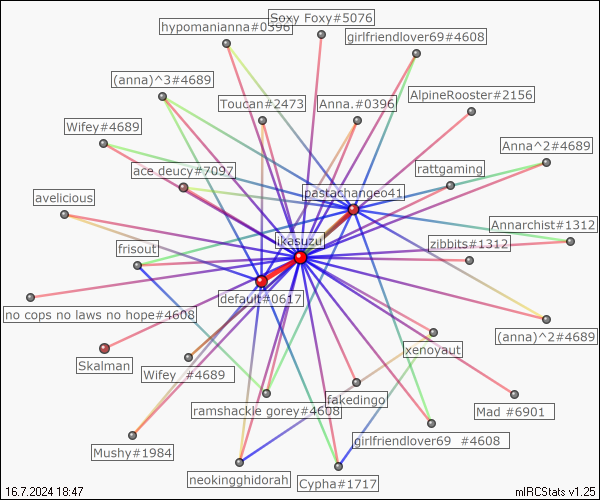 Soxy Foxy#5076
hypomanianna#0396
girlfriendlover69#4608
(anna)^3#4689
AlpineRooster#2156
Toucan#2473
Anna.#0396
Wifey#4689
Anna^2#4689
ace deucy#7097
rattgaming
pastachangeo41
avelicious
Annarchist#1312
ikasuzu
zibbits#1312
frisout
default#0617
no cops no laws no hope#4608
(anna)^2#4689
xenoyaut
Skalman
Wifey_#4689
fakedingo
ramshackle gorey#4608
Mad #6901
girlfriendlover69_#4608
Mushy#1984
neokingghidorah
Cypha#1717
16.7.2024 18:47
mIRCStats v1.25